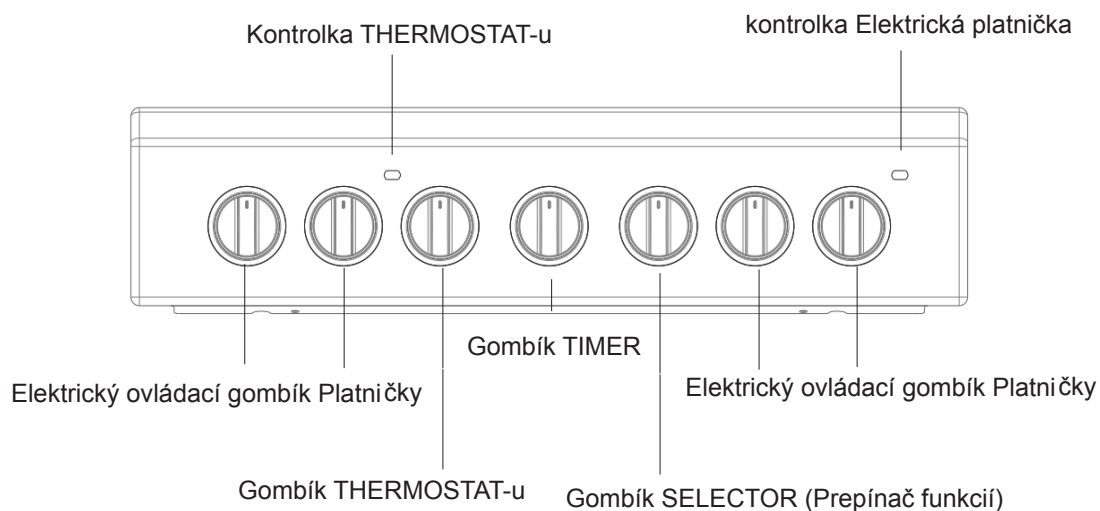 Kontrolka THERMOSTAT-u
kontrolka Elektrická platnička
Gombík TIMER
Elektrický ovládací gombík Platničky
Elektrický ovládací gombík Platničky
Gombík THERMOSTAT-u
Gombík SELECTOR (Prepínač funkcií)